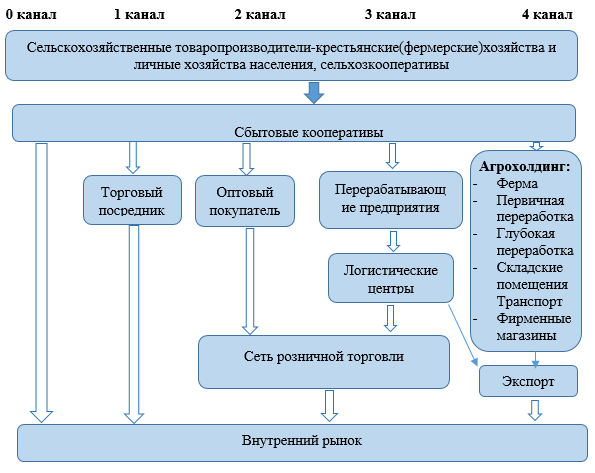 0 канал 1 канал 2 канал 3 канал 4 канал
Сельскохозяйственные товаропроизводители-крестьянские(фермерские)хозяйства и
личные хозяйства населения, сельхозкооперативы
Сбытовые кооперативы
Торговый
посредник
Оптовый
покупатель
Перерабатывающ
ие предприятия
Агрохолдинг:
- Ферма
- Первичная
переработка
- Глубокая
переработка
- Складские
помещения
Транспорт
- Фирменные
магазины
Логистические
центры
Сеть розничной торговли
Экспорт
Внутренний рынок